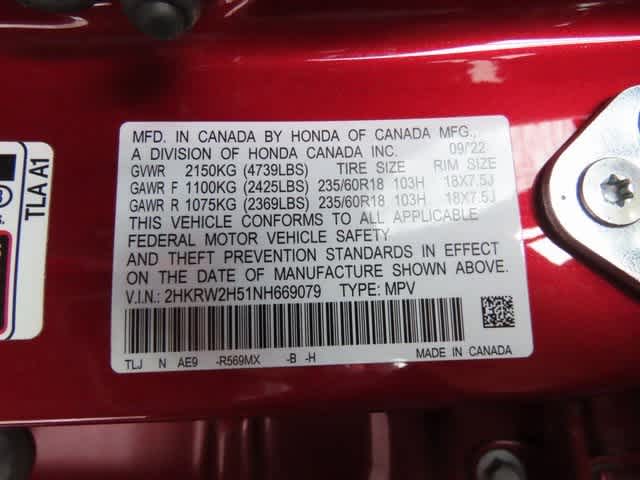 MFD. IN CANADA BY HONDA OF CANADA MFG.,
A DIVISION OF HONDA CANADA INC. 09/22
GVWR 2150KG (4739LBS) TIRE SIZE RIM SIZE
GAWR F 1100KG (2425LBS) 235/60R18 103H 18X7.5J
GAWR R 1075KG (2369LBS) 235/60R18 103H 18X7.5J
THIS VEHICLE CONFORMS TO ALL APPLICABLE
FEDERAL MOTOR VEHICLE SAFETY
AND THEFT PREVENTION STANDARDS IN EFFECT
ON THE DATE OF MANUFACTURE SHOWN ABOVE.
V.I.N.: 2HKRW2H51NH669079 TYPE: MPV
TLJ N AE9 -R569MX -B -H MADE IN CANADA
TLA A1